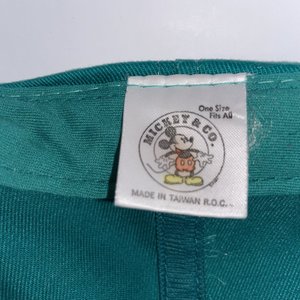 One Size
Fits All
MICKEY & CO.
MADE IN TAIWAN R.O.C.